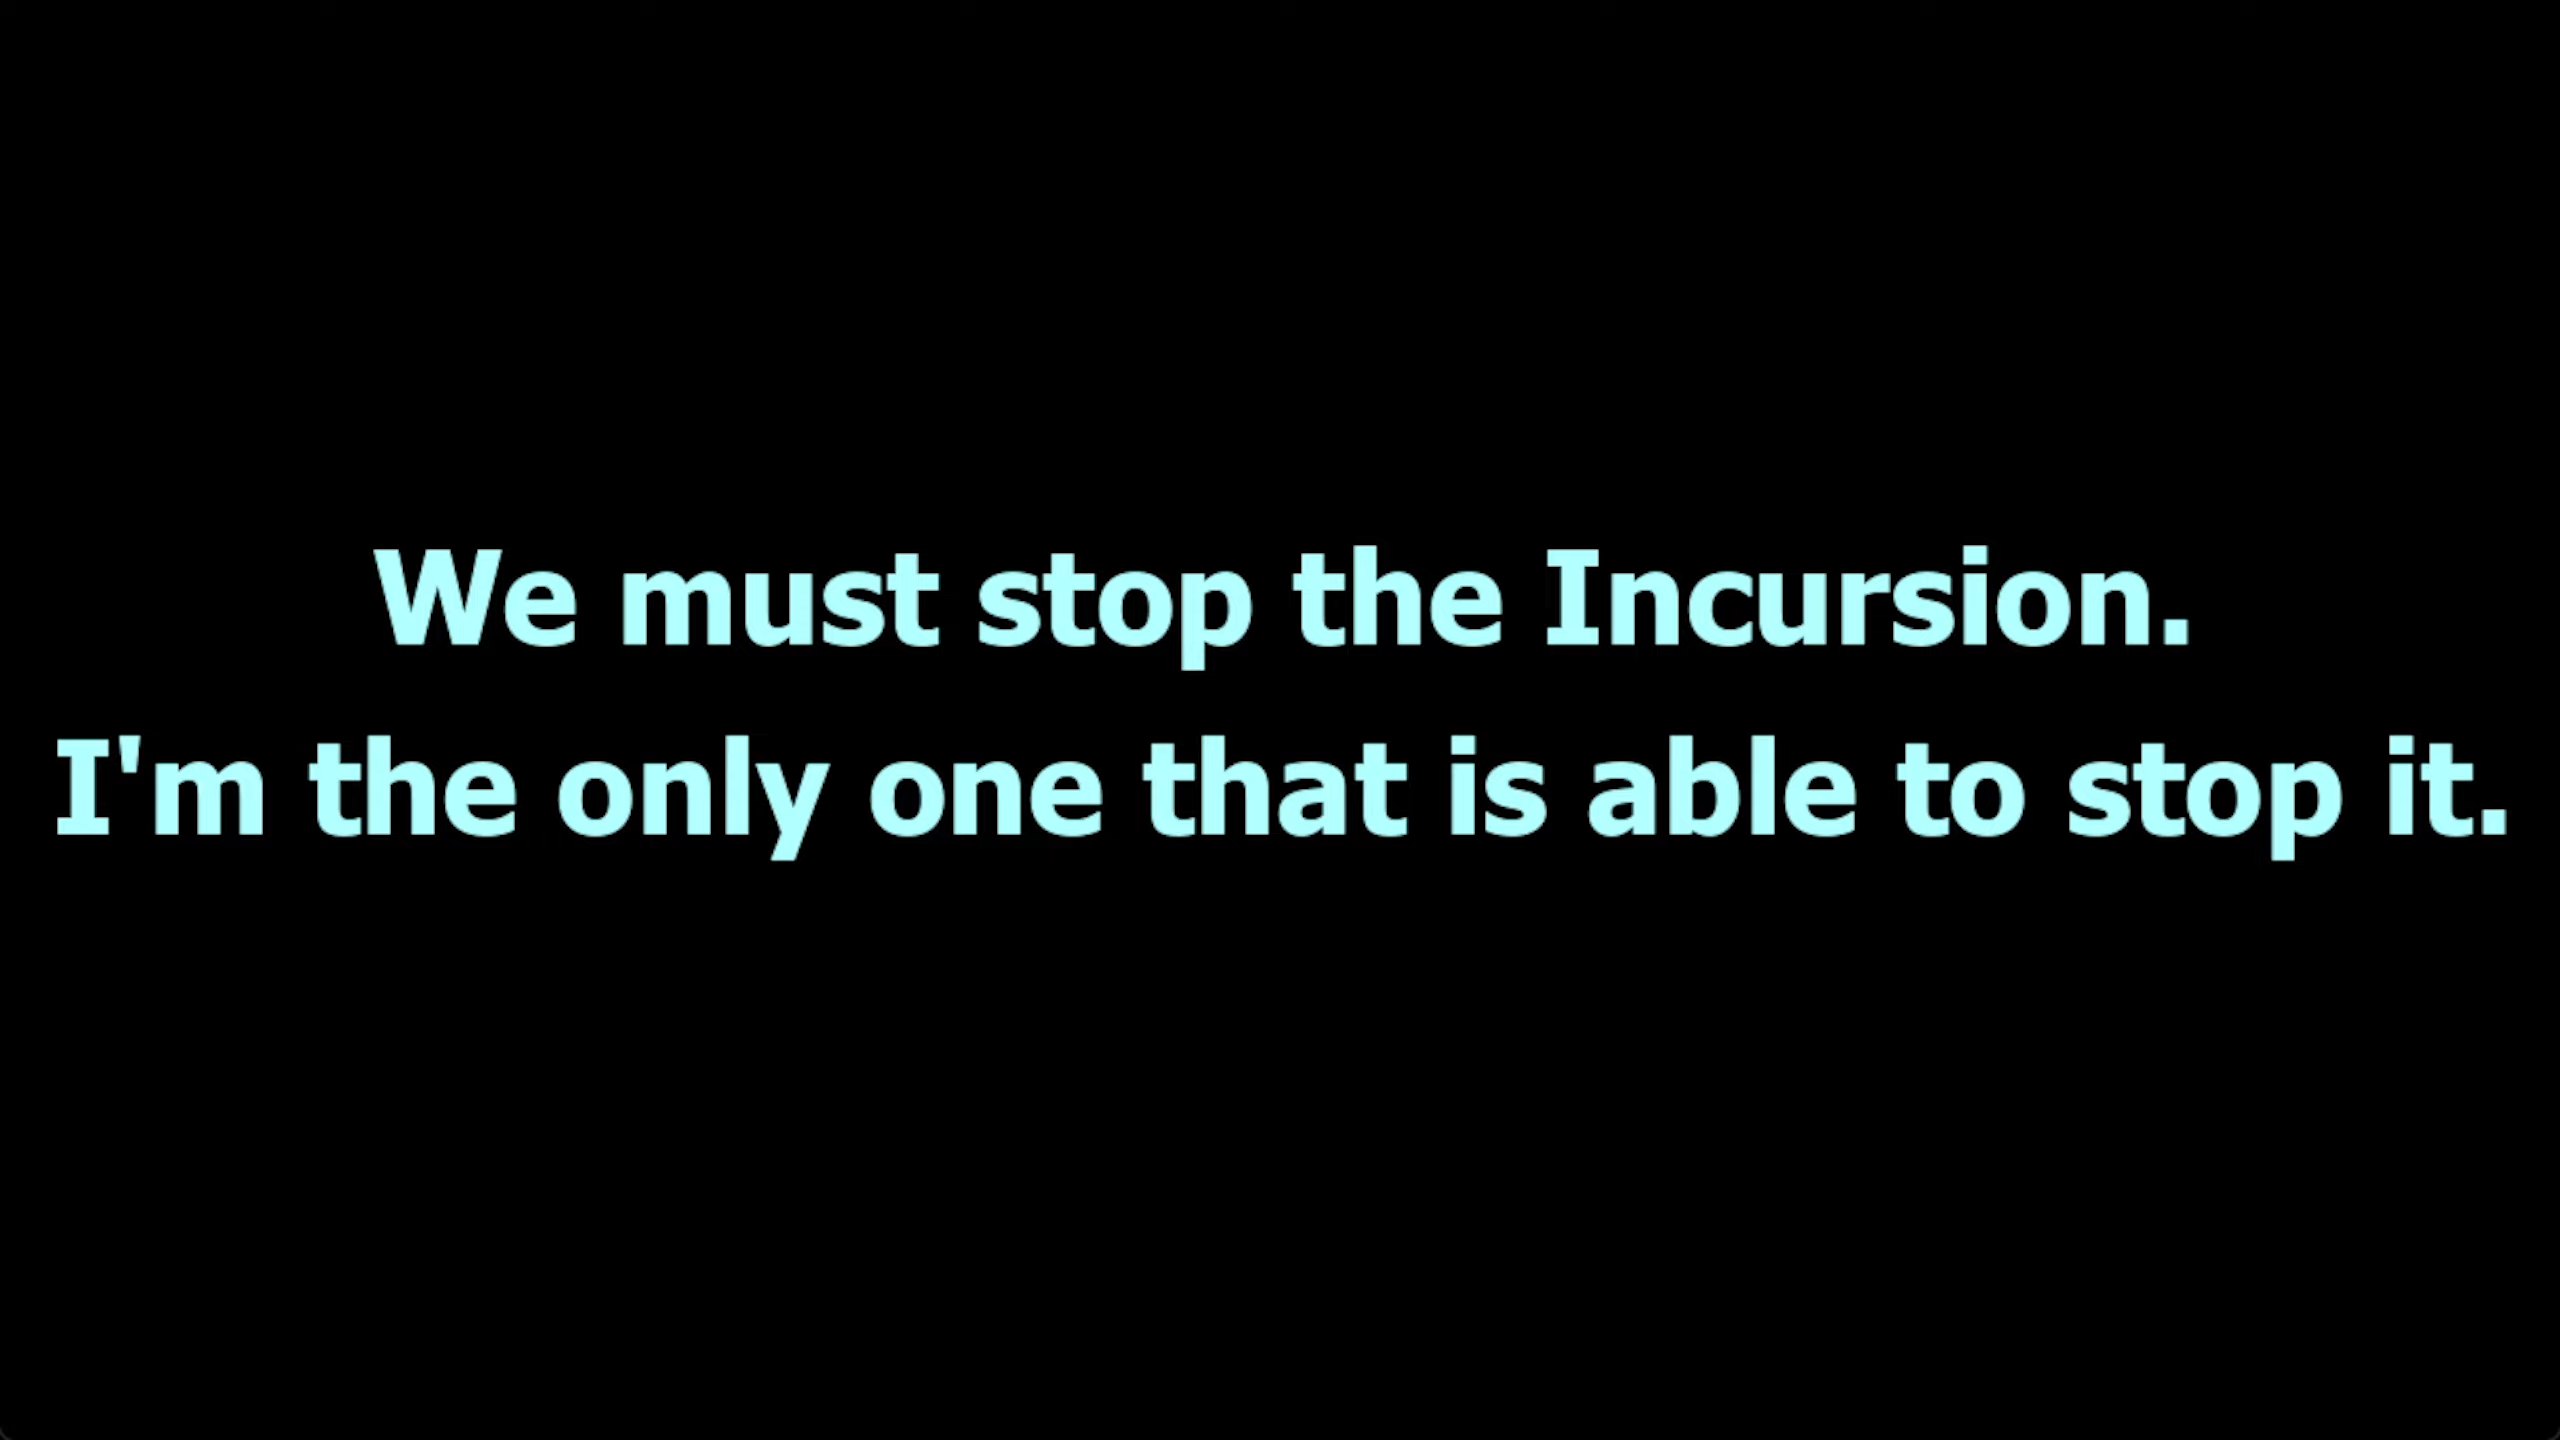 We must stop the Incursion.
I'm the only one that is able to stop it.